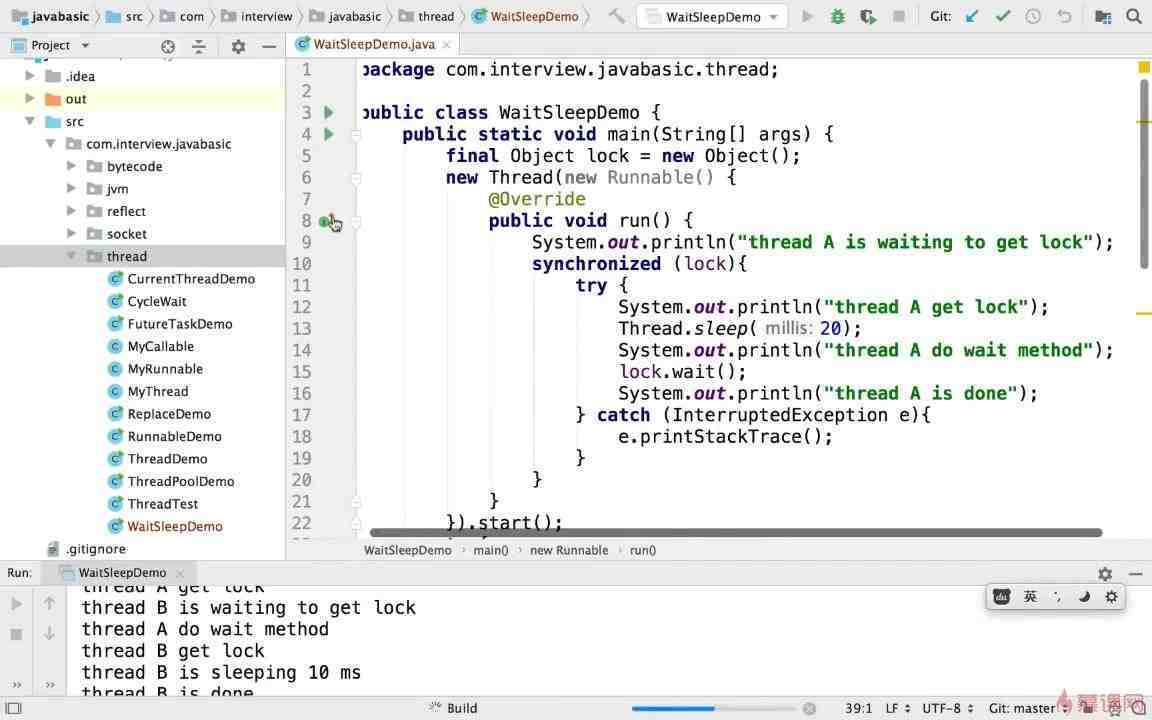 javabasic src com interview javabasic thread WaitSleepDemo WaitSleepDemo Git:
Project
WaitSleepDemo.java
.idea
out
src
com.interview.javabasic
bytecode
jvm
reflect
socket
thread
CurrentThreadDemo
CycleWait
FutureTaskDemo
MyCallable
MyRunnable
MyThread
ReplaceDemo
RunnableDemo
ThreadDemo
ThreadPoolDemo
ThreadTest
WaitSleepDemo
.gitignore
1 package com.interview.javabasic.thread;
2
3 public class WaitSleepDemo {
4 public static void main(String[] args) {
5 final Object lock = new Object();
6 new Thread(new Runnable() {
7 @Override
8 public void run() {
9 System.out.println("thread A is waiting to get lock");
10 synchronized (lock){
11 try {
12 System.out.println("thread A get lock");
13 Thread.sleep( millis: 20);
14 System.out.println("thread A do wait method");
15 lock.wait();
16 System.out.println("thread A is done");
17 } catch (InterruptedException e){
18 e.printStackTrace();
19 }
20 }
21 }
22 }).start();
WaitSleepDemo main() new Runnable run()
Run: WaitSleepDemo
thread A get lock
thread B is waiting to get lock
thread A do wait method
thread B get lock
thread B is sleeping 10 ms
thread B is done
du 英
Build 39:1 LF UTF-8 Git: master
慕课网